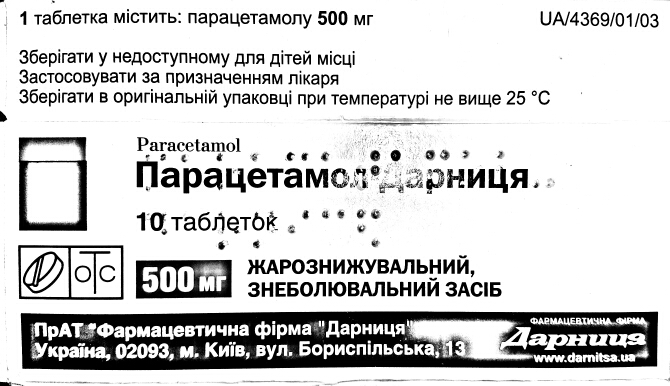 1 таблетка містить: парацетамолу 500 мг
UA/4369/01/03
Зберігати у недоступному для дітей місці
Застосовувати за призначенням лікаря
Зберігати в оригінальній упаковці при температурі не вище 25 °С
Paracetamol
Парацетамол Дарниця
10 таблеток
ОТС
500 мг
ЖАРОЗНИЖУВАЛЬНИЙ,
ЗНЕБОЛЮВАЛЬНИЙ ЗАСІБ
ПрАТ "Фармацевтична фірма "Дарниця"
Україна, 02093, м. Київ, вул. Бориспільська, 13
ФАРМАЦЕВТИЧНА ФІРМА
Дарниця
www.darnitsa.ua